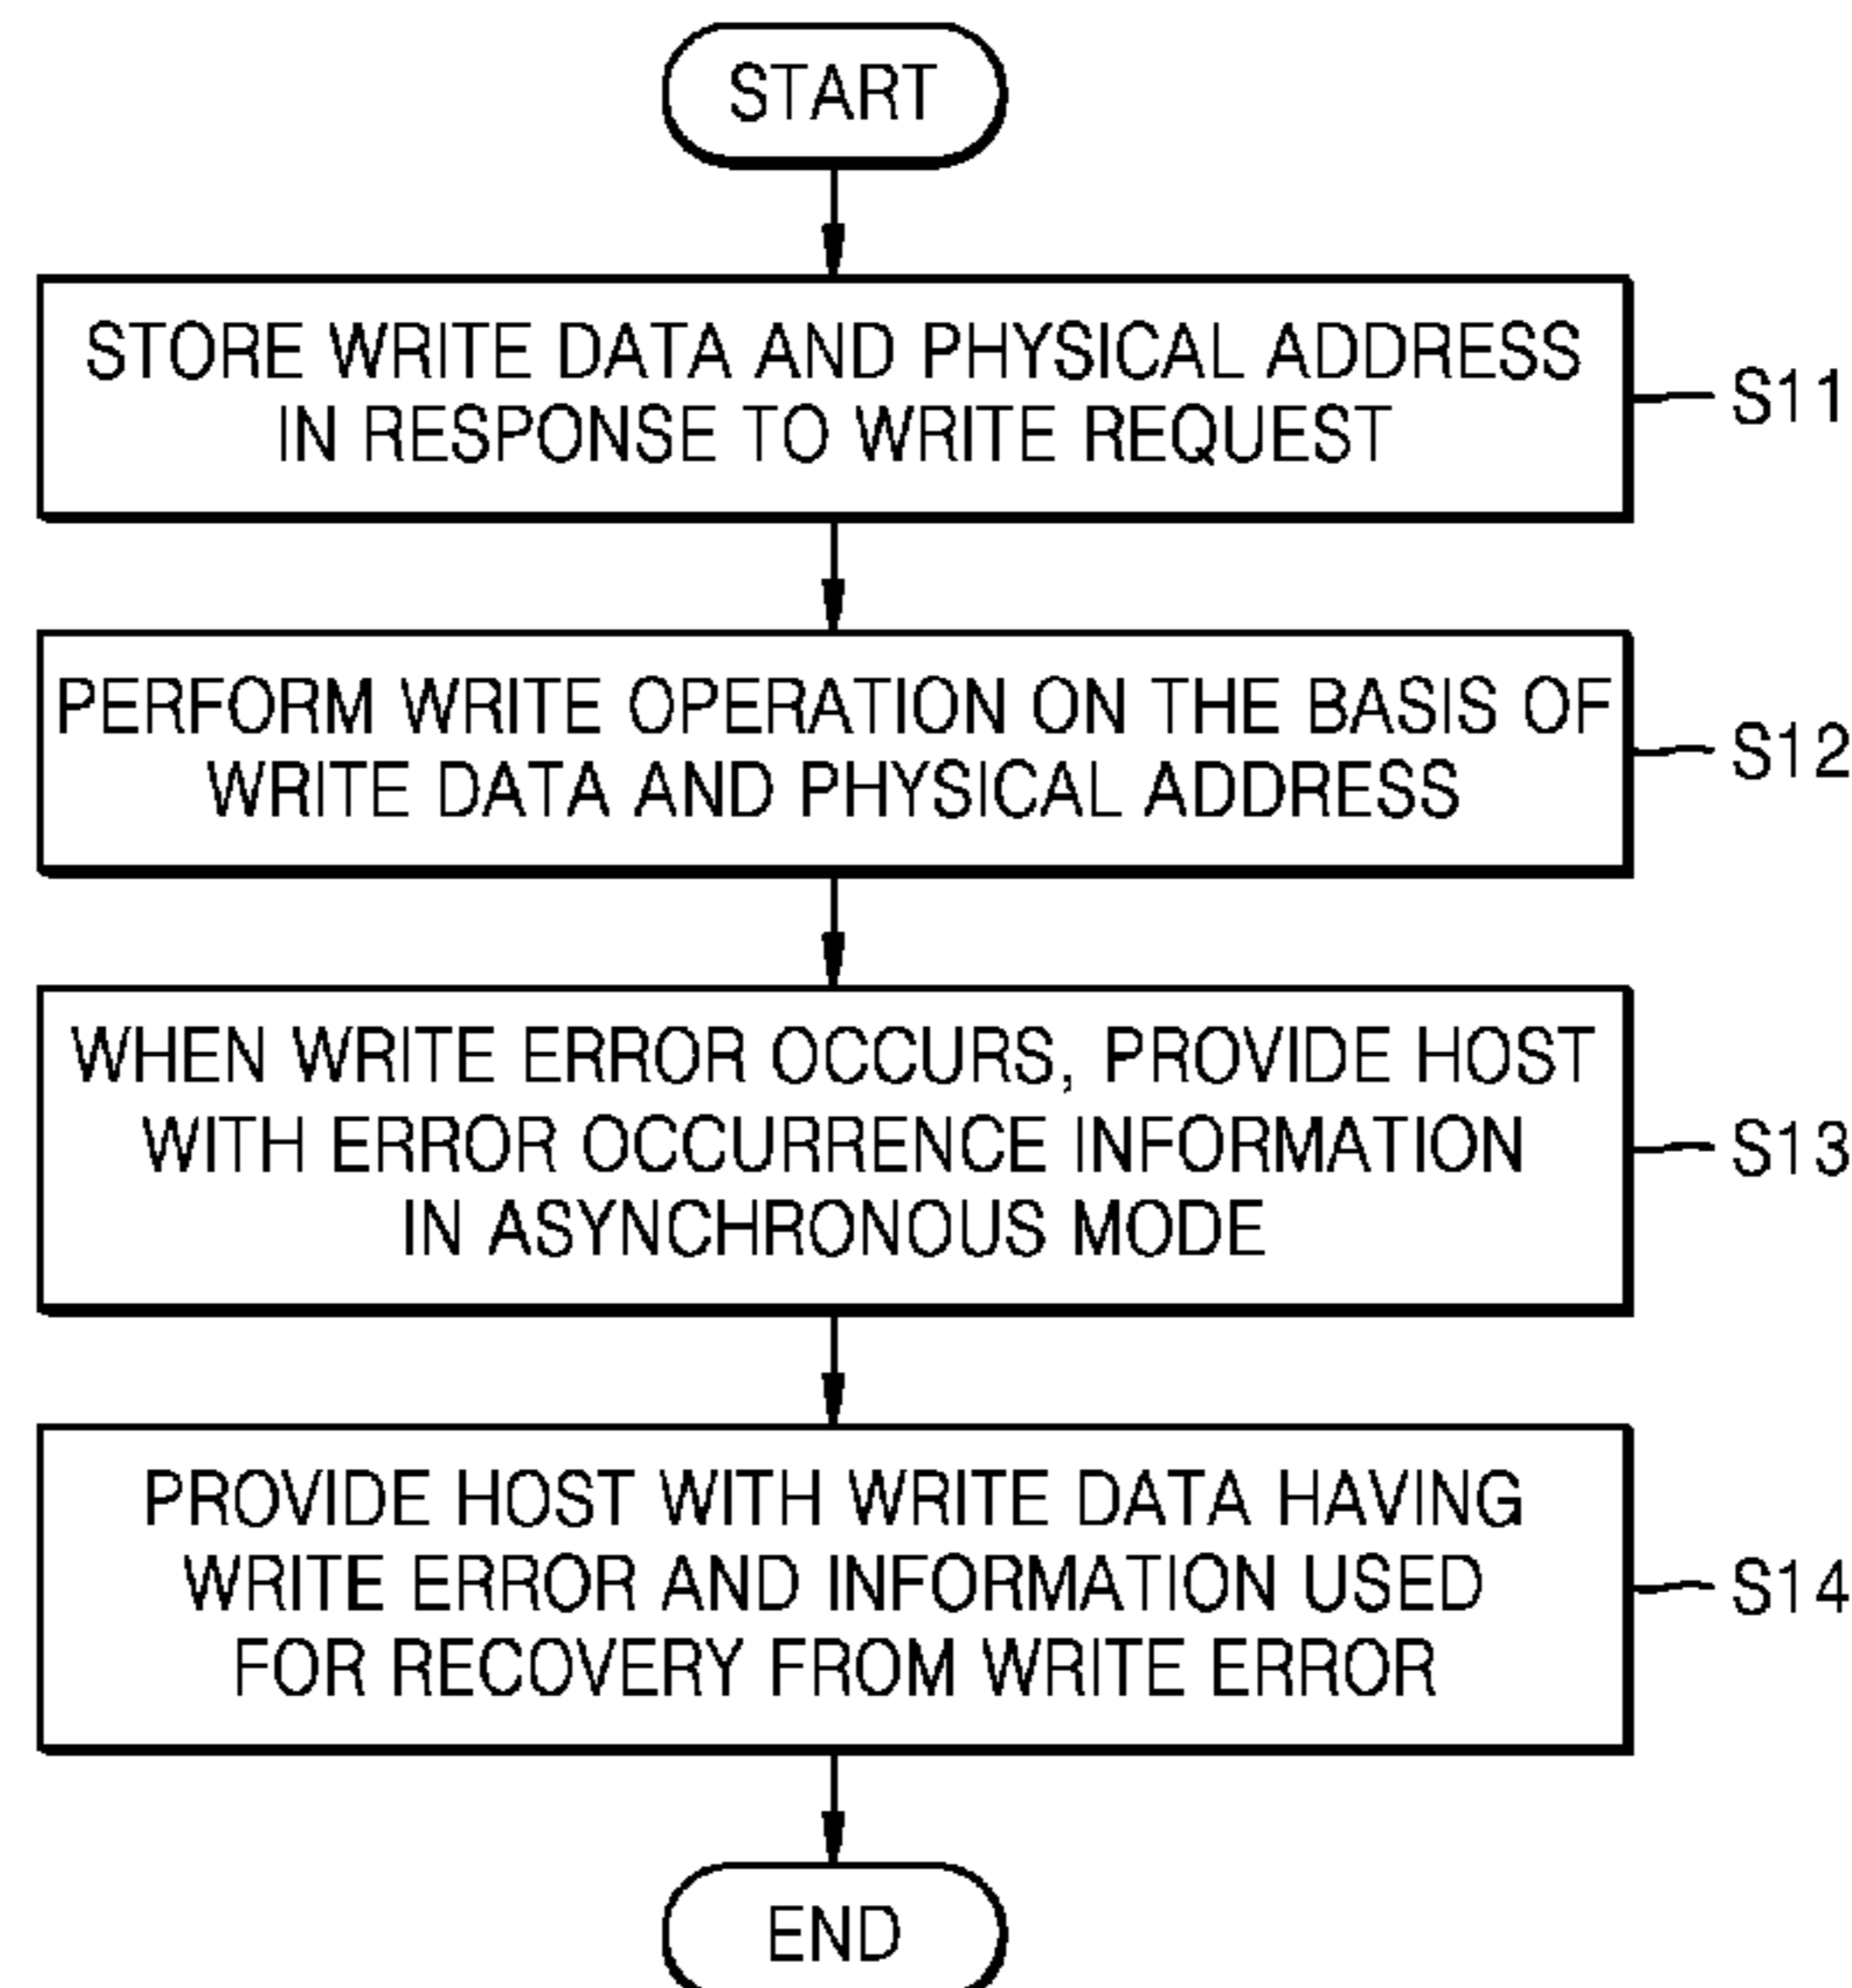 START
STORE WRITE DATA AND PHYSICAL ADDRESS
IN RESPONSE TO WRITE REQUEST
S11
PERFORM WRITE OPERATION ON THE BASIS OF
WRITE DATA AND PHYSICAL ADDRESS
S12
WHEN WRITE ERROR OCCURS, PROVIDE HOST
WITH ERROR OCCURRENCE INFORMATION
IN ASYNCHRONOUS MODE
S13
PROVIDE HOST WITH WRITE DATA HAVING
WRITE ERROR AND INFORMATION USED
FOR RECOVERY FROM WRITE ERROR
S14
END